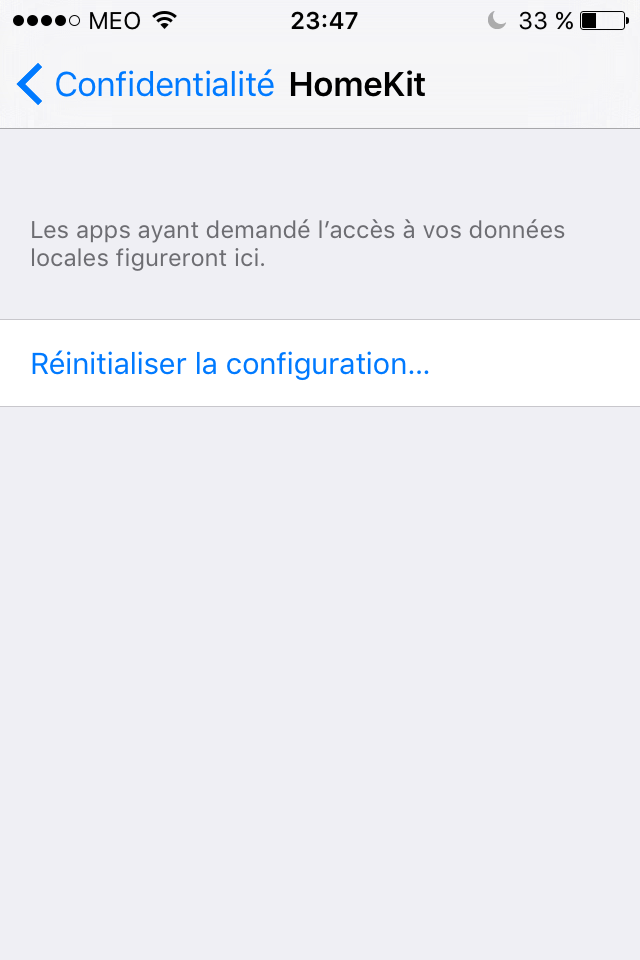 MEO 23:47 33 %
Confidentialité HomeKit
Les apps ayant demandé l’accès à vos données
locales figureront ici.
Réinitialiser la configuration...